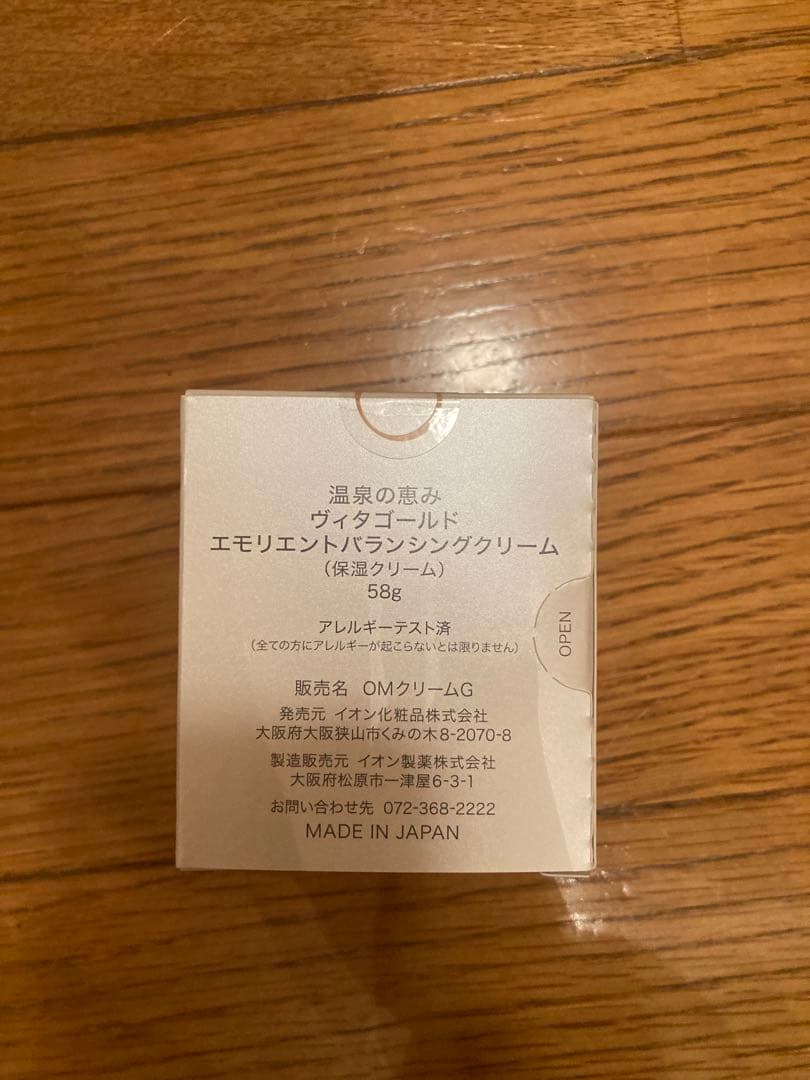 温泉の恵み
ヴィタゴールド
エモリエントバランシングクリーム
（保湿クリーム）
58g
アレルギーテスト済
（全ての方にアレルギーが起こらないとは限りません）
OPEN
販売名 OMクリームG
発売元 イオン化粧品株式会社
大阪府大阪狭山市くみの木8-2070-8
製造販売元 イオン製薬株式会社
大阪府松原市一津屋6-3-1
お問い合わせ先 072-368-2222
MADE IN JAPAN